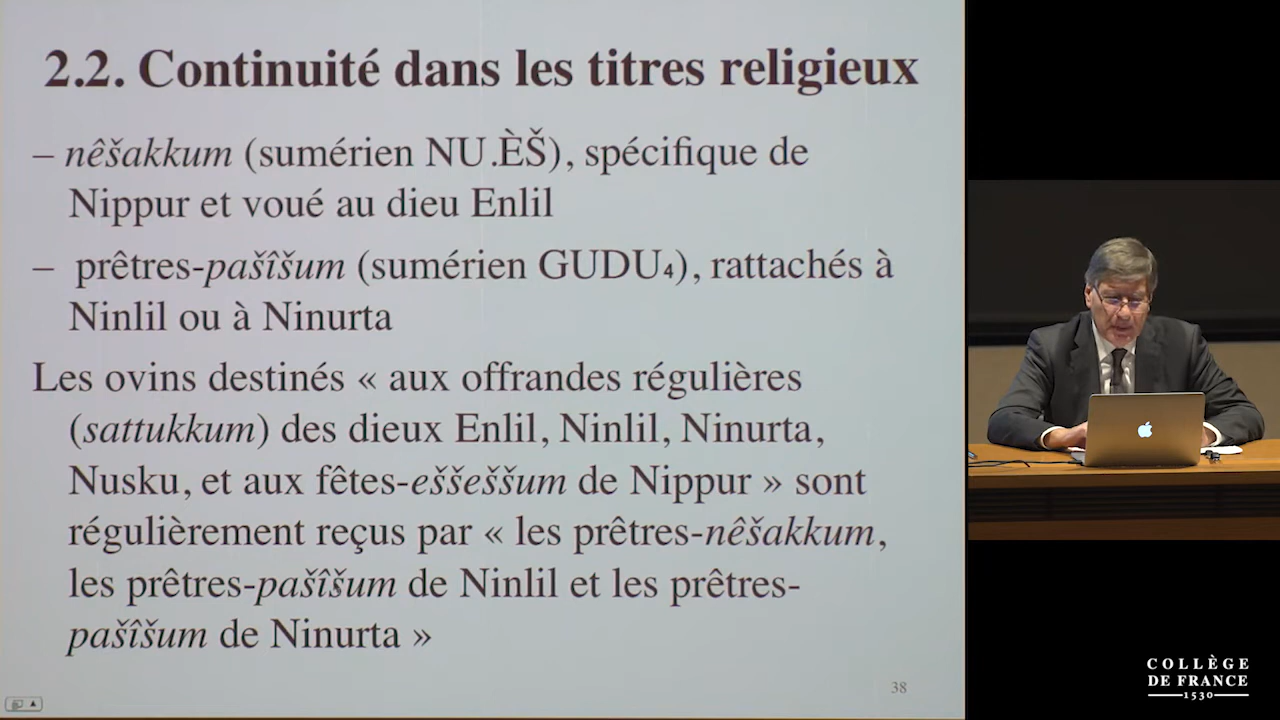 2.2. Continuité dans les titres religieux
– nêšakkum (sumérien NU.ÈŠ), spécifique de
Nippur et voué au dieu Enlil
– prêtres-pašîšum (sumérien GUDU₄), rattachés à
Ninlil ou à Ninurta
Les ovins destinés « aux offrandes régulières
(sattukkum) des dieux Enlil, Ninlil, Ninurta,
Nusku, et aux fêtes-eššeššum de Nippur » sont
régulièrement reçus par « les prêtres-nêšakkum,
les prêtres-pašîšum de Ninlil et les prêtres-
pašîšum de Ninurta »
38
COLLÈGE
DE FRANCE
1530